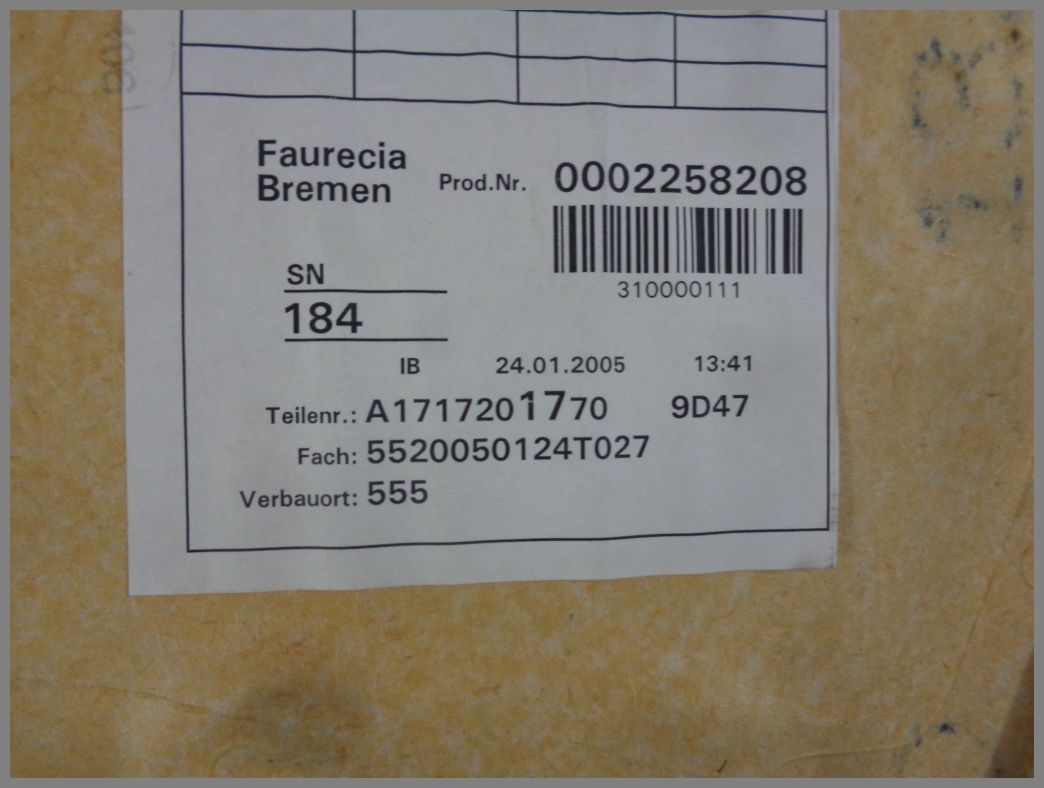 Faurecia
Bremen
Prod.Nr. 0002258208
310000111
SN
184
IB 24.01.2005 13:41
Teilenr.: A1717201770 9D47
Fach: 5520050124T027
Verbauort: 555